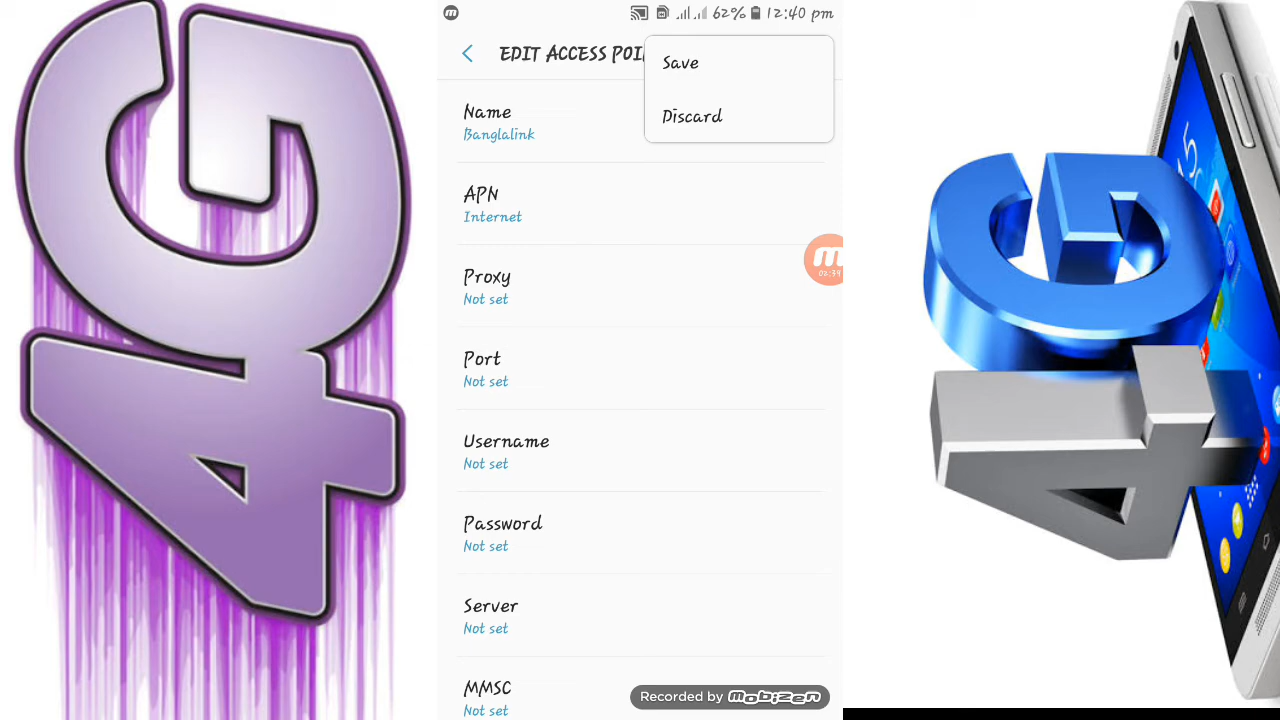 4G
62% 12:40 pm
EDIT ACCESS POI
Save
Discard
Name
Banglalink
APN
Internet
Proxy
Not set
Port
Not set
Username
Not set
Password
Not set
Server
Not set
MMSC
Not set
Recorded by mobizen
4G